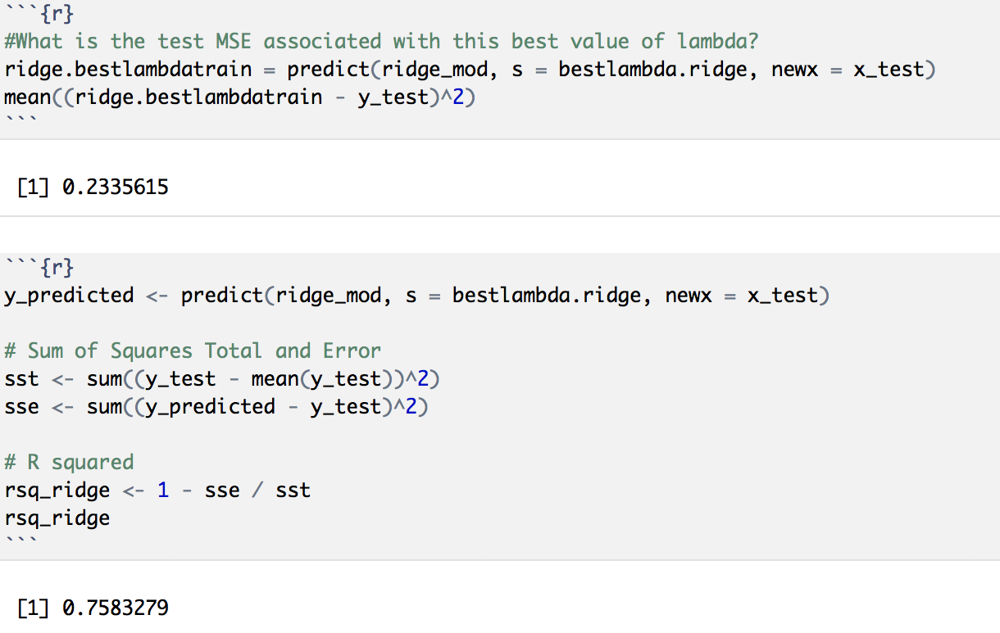 ```{r}
#What is the test MSE associated with this best value of lambda?
ridge.bestlambdatrain = predict(ridge_mod, s = bestlambda.ridge, newx = x_test)
mean((ridge.bestlambdatrain - y_test)^2)
```
[1] 0.2335615
```{r}
y_predicted <- predict(ridge_mod, s = bestlambda.ridge, newx = x_test)
# Sum of Squares Total and Error
sst <- sum((y_test - mean(y_test))^2)
sse <- sum((y_predicted - y_test)^2)
# R squared
rsq_ridge <- 1 - sse / sst
rsq_ridge
```
[1] 0.7583279